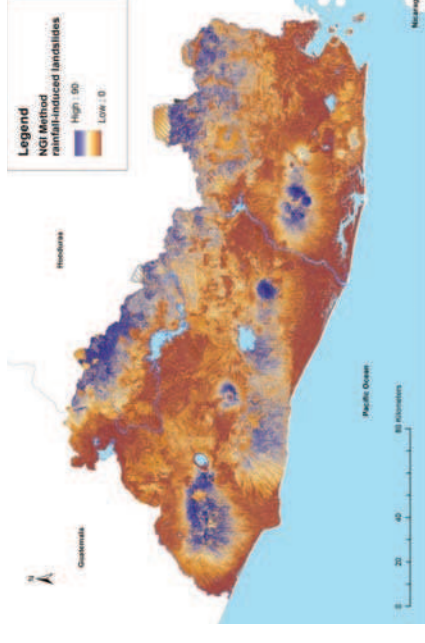 Legend
NGI Method
rainfall-induced landslides
High : 90
Low : 0
Honduras
Guatemala
N
Pacific Ocean
0 20 40 80 Kilometers